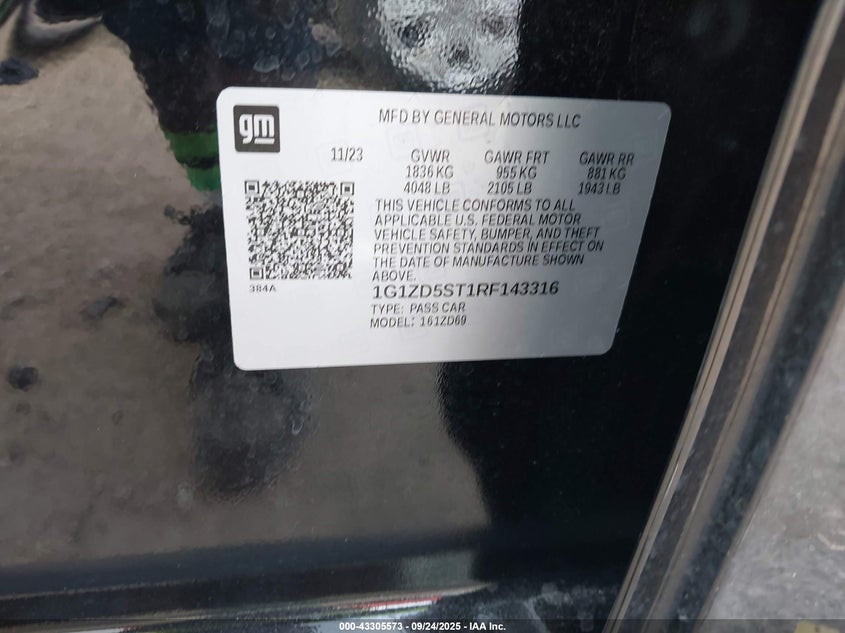 gm
MFD BY GENERAL MOTORS LLC
11/23 GVWR GAWR FRT GAWR RR
1836 KG 955 KG 881 KG
4048 LB 2105 LB 1943 LB
THIS VEHICLE CONFORMS TO ALL
APPLICABLE U.S. FEDERAL MOTOR
VEHICLE SAFETY, BUMPER, AND THEFT
PREVENTION STANDARDS IN EFFECT ON
THE DATE OF MANUFACTURE SHOWN
ABOVE.
384A
1G1ZD5ST1RF143316
TYPE: PASS CAR
MODEL: 161ZD69
000-43305573 - 09/24/2025 - IAA Inc.